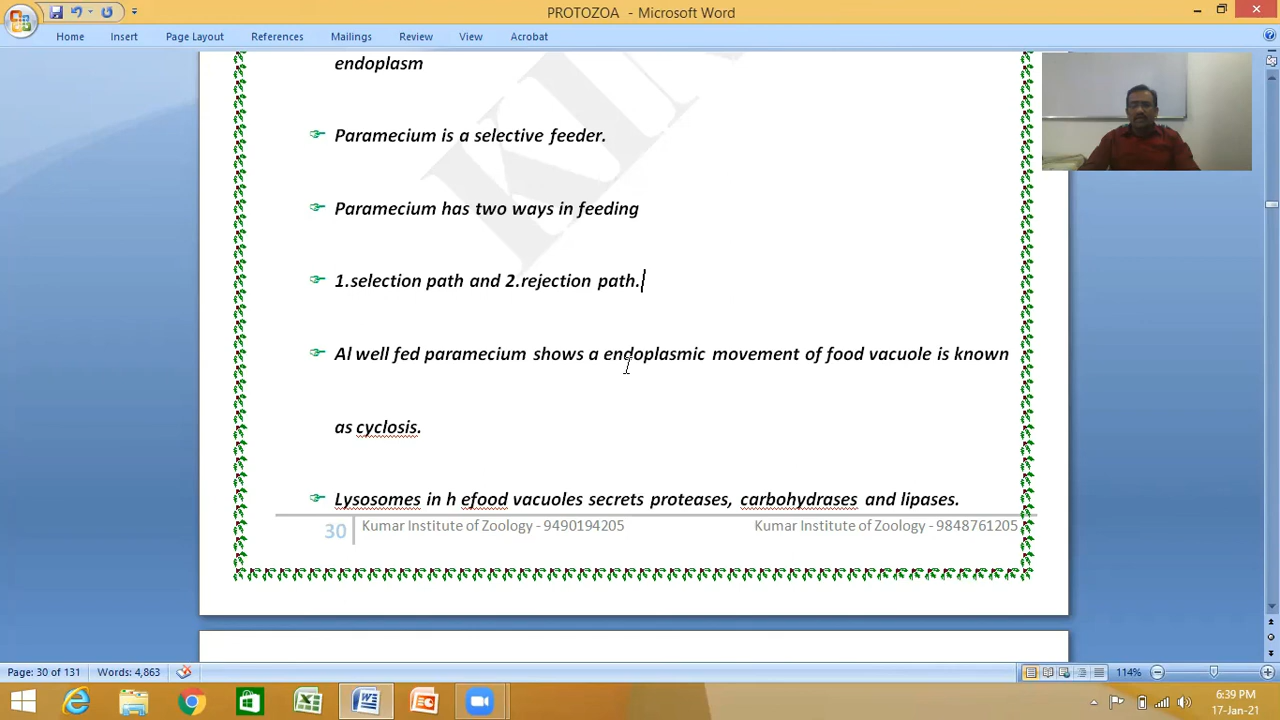 PROTOZOA - Microsoft Word
Home Insert Page Layout References Mailings Review View Acrobat
endoplasm
Paramecium is a selective feeder.
Paramecium has two ways in feeding
1.selection path and 2.rejection path.
Al well fed paramecium shows a endoplasmic movement of food vacuole is known
as cyclosis.
Lysosomes in h efood vacuoles secrets proteases, carbohydrases and lipases.
30 Kumar Institute of Zoology - 9490194205 Kumar Institute of Zoology - 9848761205
Page: 30 of 131 Words: 4,863 114%
6:39 PM
17-Jan-21